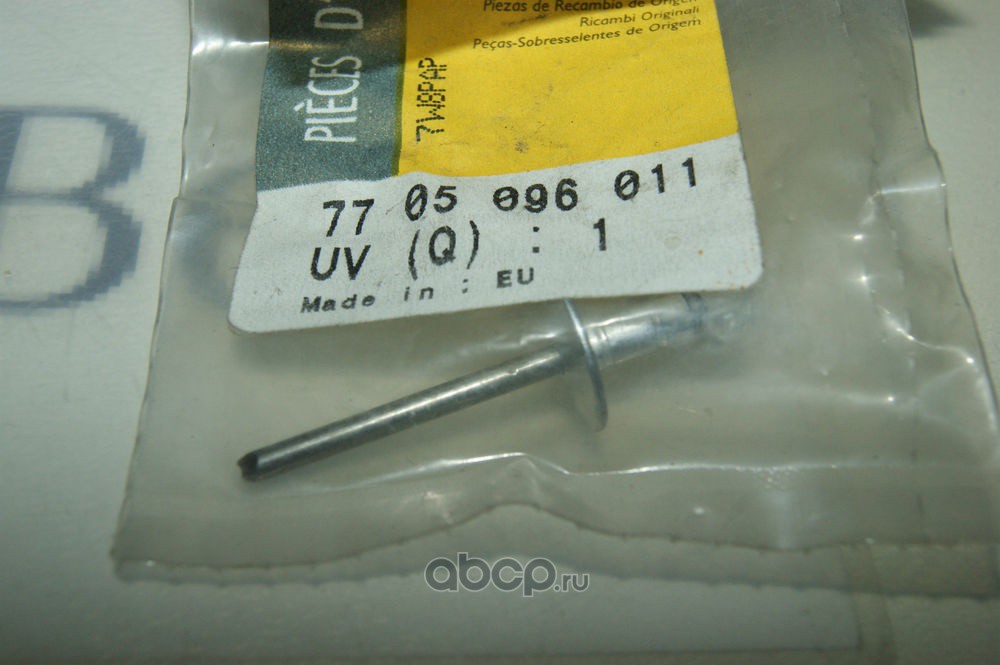 Piezas de Recambio de Origen
Ricambi Originali
Peças-Sobresselentes de Origem
PIÈCES D'
7W8PAP
77 05 096 011
UV (Q) : 1
Made in : EU
B
abcp.ru